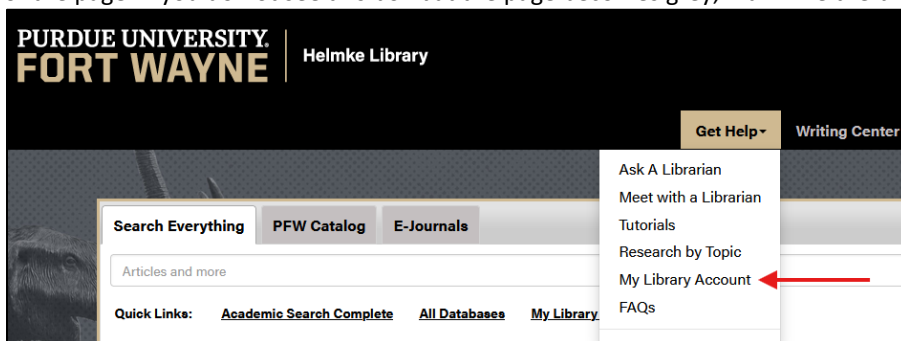 PURDUE UNIVERSITY.
FORT WAYNE
Helmke Library
Get Help
Writing Center
Ask A Librarian
Meet with a Librarian
Tutorials
Research by Topic
My Library Account
FAQs
Search Everything PFW Catalog E-Journals
Articles and more
Quick Links: Academic Search Complete All Databases My Library